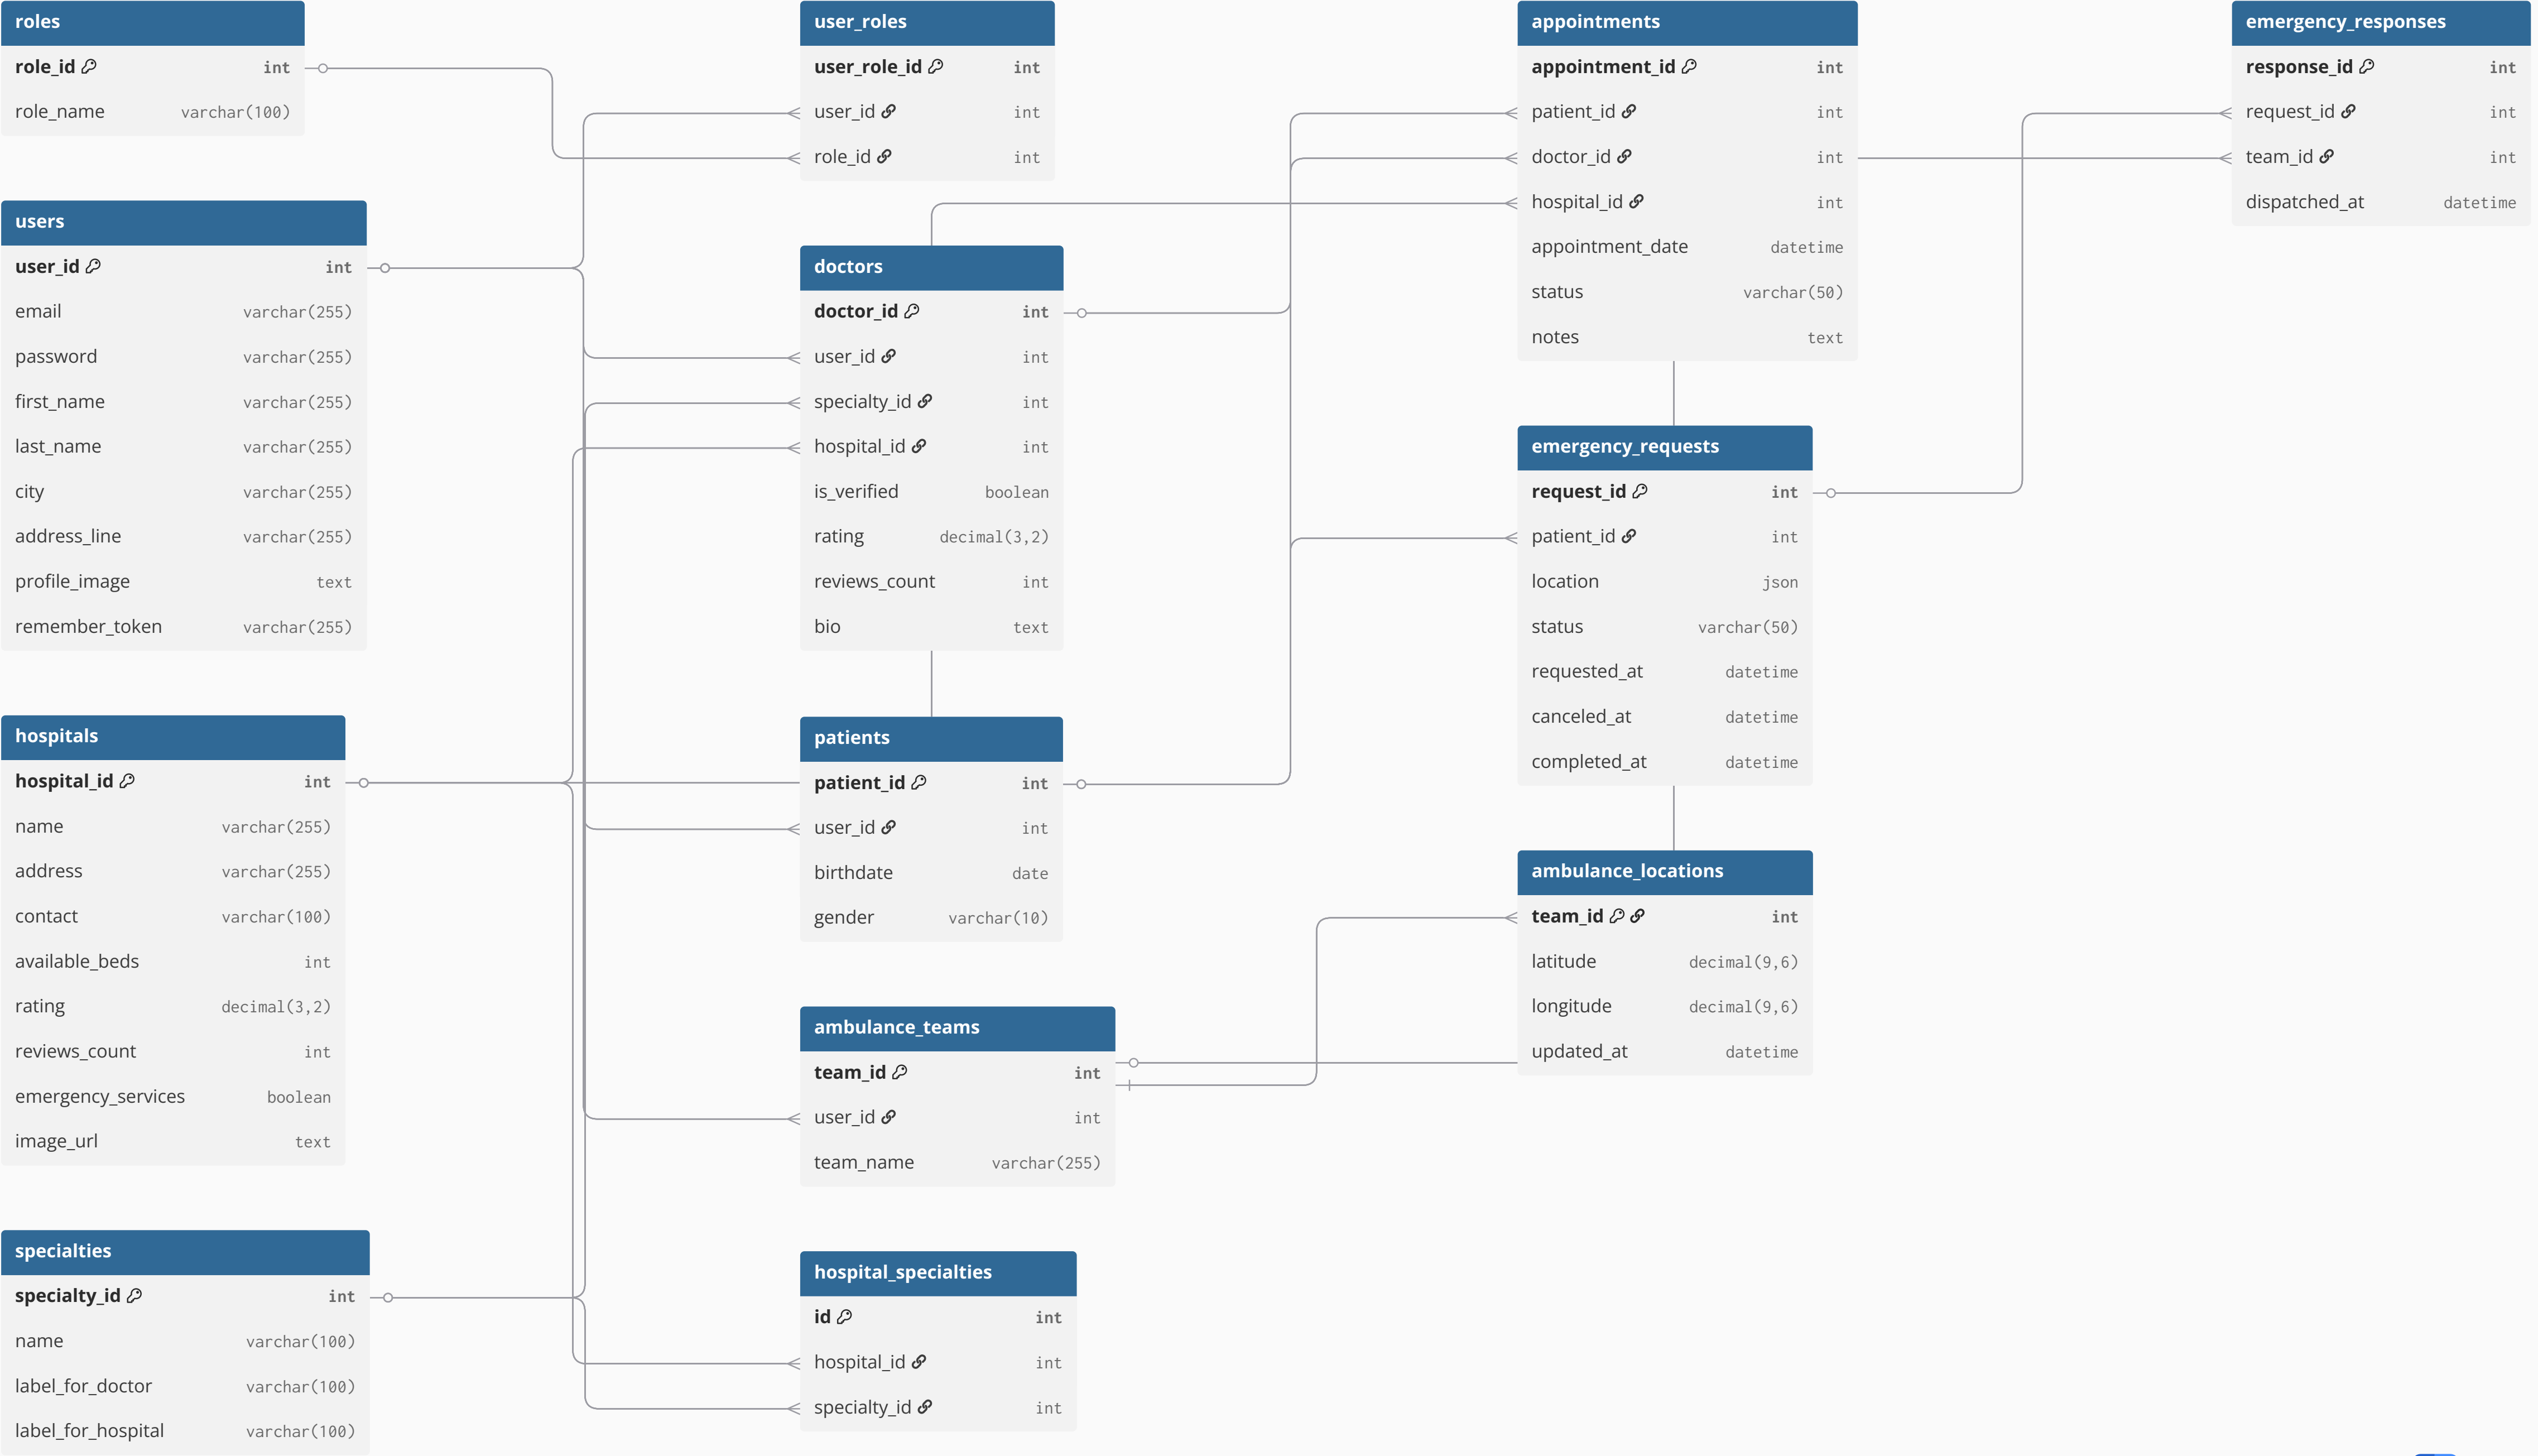 roles
role_id int
role_name varchar(100)
users
user_id int
email varchar(255)
password varchar(255)
first_name varchar(255)
last_name varchar(255)
city varchar(255)
address_line varchar(255)
profile_image text
remember_token varchar(255)
hospitals
hospital_id int
name varchar(255)
address varchar(255)
contact varchar(100)
available_beds int
rating decimal(3,2)
reviews_count int
emergency_services boolean
image_url text
specialties
specialty_id int
name varchar(100)
label_for_doctor varchar(100)
label_for_hospital varchar(100)
user_roles
user_role_id int
user_id int
role_id int
doctors
doctor_id int
user_id int
specialty_id int
hospital_id int
is_verified boolean
rating decimal(3,2)
reviews_count int
bio text
patients
patient_id int
user_id int
birthdate date
gender varchar(10)
ambulance_teams
team_id int
user_id int
team_name varchar(255)
hospital_specialties
id int
hospital_id int
specialty_id int
appointments
appointment_id int
patient_id int
doctor_id int
hospital_id int
appointment_date datetime
status varchar(50)
notes text
emergency_requests
request_id int
patient_id int
location json
status varchar(50)
requested_at datetime
canceled_at datetime
completed_at datetime
ambulance_locations
team_id int
latitude decimal(9,6)
longitude decimal(9,6)
updated_at datetime
emergency_responses
response_id int
request_id int
team_id int
dispatched_at datetime